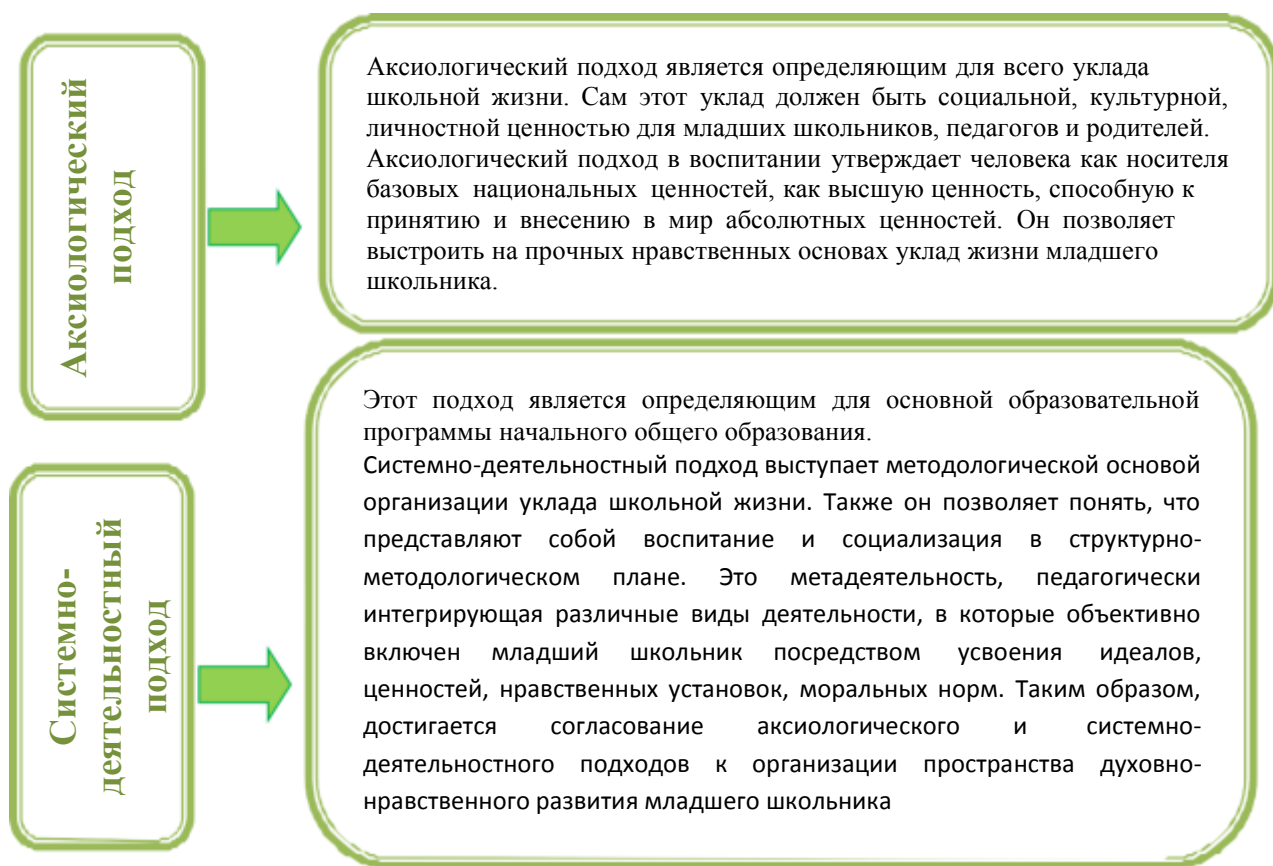 Аксиологический
подход
Аксиологический подход является определяющим для всего уклада
школьной жизни. Сам этот уклад должен быть социальной, культурной,
личностной ценностью для младших школьников, педагогов и родителей.
Аксиологический подход в воспитании утверждает человека как носителя
базовых национальных ценностей, как высшую ценность, способную к
принятию и внесению в мир абсолютных ценностей. Он позволяет
выстроить на прочных нравственных основах уклад жизни младшего
школьника.
Системно-
деятельностный
подход
Этот подход является определяющим для основной образовательной
программы начального общего образования.
Системно-деятельностный подход выступает методологической основой
организации уклада школьной жизни. Также он позволяет понять, что
представляют собой воспитание и социализация в структурно-
методологическом плане. Это метадеятельность, педагогически
интегрирующая различные виды деятельности, в которые объективно
включен младший школьник посредством усвоения идеалов,
ценностей, нравственных установок, моральных норм. Таким образом,
достигается согласование аксиологического и системно-
деятельностного подходов к организации пространства духовно-
нравственного развития младшего школьника